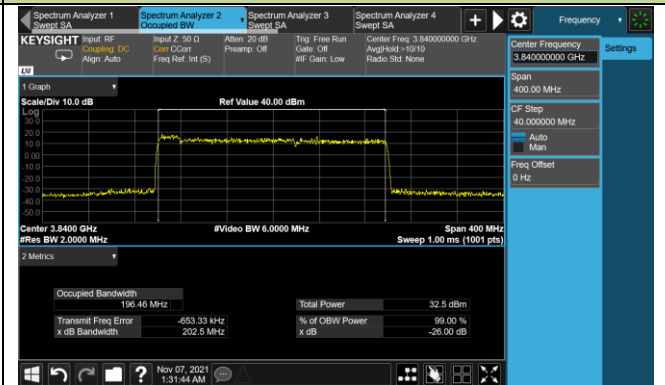 Spectrum Analyzer 1
Swept SA
Spectrum Analyzer 2
Occupied BW
Spectrum Analyzer 3
Swept SA
Spectrum Analyzer 4
Swept SA
+
Frequency
KEYSIGHT
LXI
Input: RF
Coupling: DC
Align: Auto
Input Z: 50 Ω
Corr CCorr
Freq Ref: Int (S)
Atten: 20 dB
Preamp: Off
Trig: Free Run
Gate: Off
#IF Gain: Low
Center Freq: 3.840000000 GHz
Avg|Hold:>10/10
Radio Std: None
Center Frequency
3.840000000 GHz
Settings
Span
400.00 MHz
CF Step
40.000000 MHz
Auto
Man
Freq Offset
0 Hz
1 Graph
Scale/Div 10.0 dB
Ref Value 40.00 dBm
Log
30.0
20.0
10.0
0.00
-10.0
-20.0
-30.0
-40.0
-50.0
Center 3.8400 GHz
#Video BW 6.0000 MHz
Span 400 MHz
#Res BW 2.0000 MHz
Sweep 1.00 ms (1001 pts)
2 Metrics
Occupied Bandwidth
196.46 MHz
Total Power 32.5 dBm
Transmit Freq Error -653.33 kHz
% of OBW Power 99.00 %
x dB Bandwidth 202.5 MHz
x dB -26.00 dB
?
Nov 07, 2021
1:31:44 AM